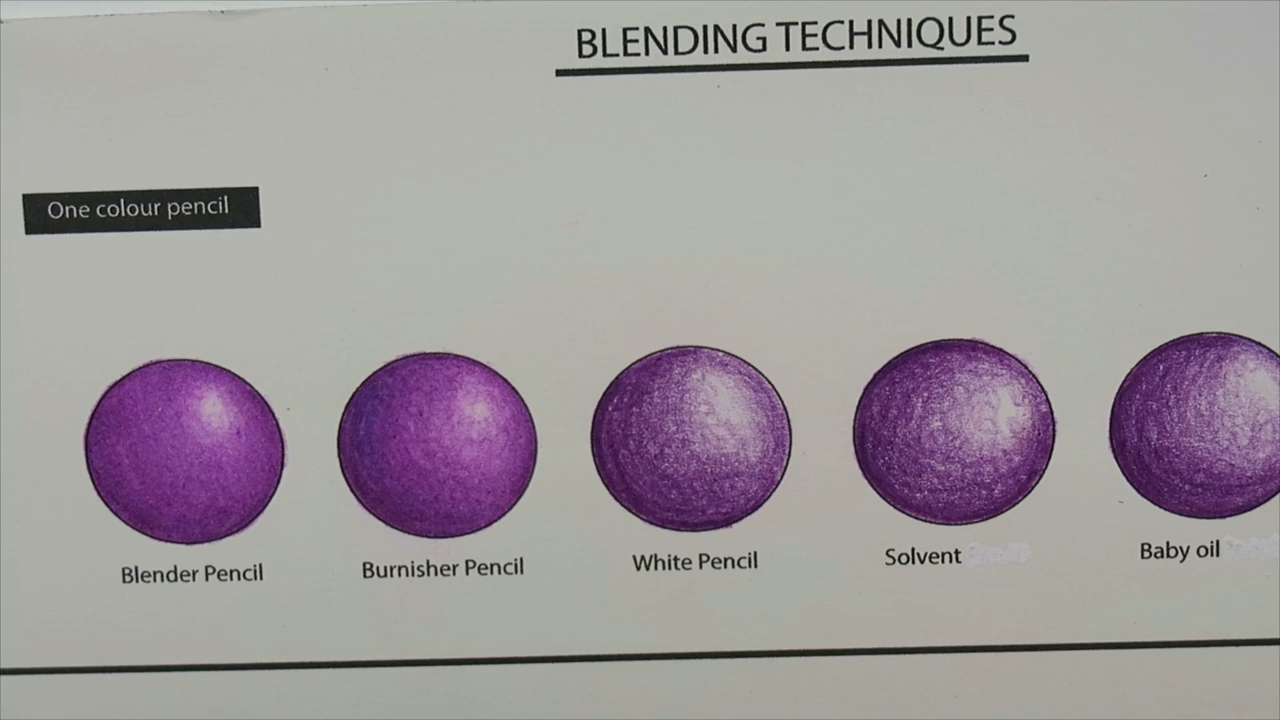 BLENDING TECHNIQUES
One colour pencil
Blender Pencil
Burnisher Pencil
White Pencil
Solvent
Baby oil